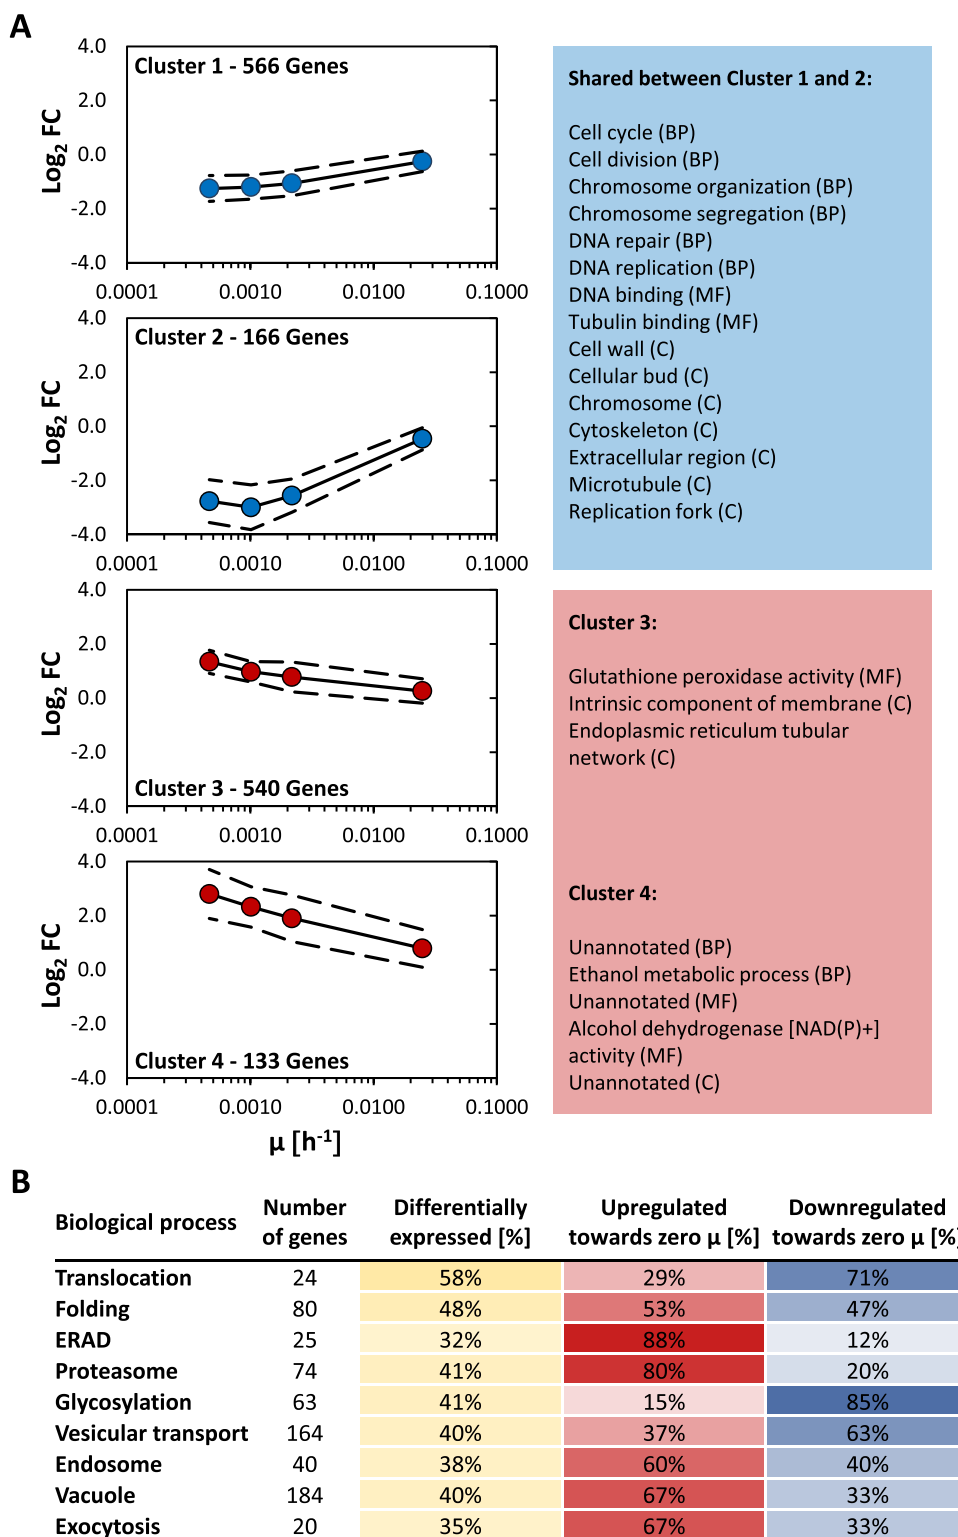 A
Cluster 1 - 566 Genes
Log2 FC
4.0
2.0
0.0
-2.0
-4.0
0.0001 0.0010 0.0100 0.1000
Cluster 2 - 166 Genes
Log2 FC
4.0
2.0
0.0
-2.0
-4.0
0.0001 0.0010 0.0100 0.1000
Cluster 3 - 540 Genes
Log2 FC
4.0
2.0
0.0
-2.0
-4.0
0.0001 0.0010 0.0100 0.1000
Cluster 4 - 133 Genes
Log2 FC
4.0
2.0
0.0
-2.0
-4.0
0.0001 0.0010 0.0100 0.1000
µ [h-1]
Shared between Cluster 1 and 2:
Cell cycle (BP)
Cell division (BP)
Chromosome organization (BP)
Chromosome segregation (BP)
DNA repair (BP)
DNA replication (BP)
DNA binding (MF)
Tubulin binding (MF)
Cell wall (C)
Cellular bud (C)
Chromosome (C)
Cytoskeleton (C)
Extracellular region (C)
Microtubule (C)
Replication fork (C)
Cluster 3:
Glutathione peroxidase activity (MF)
Intrinsic component of membrane (C)
Endoplasmic reticulum tubular
network (C)
Cluster 4:
Unannotated (BP)
Ethanol metabolic process (BP)
Unannotated (MF)
Alcohol dehydrogenase [NAD(P)+]
activity (MF)
Unannotated (C)
B
Biological process Number of genes Differentially expressed [%] Upregulated towards zero µ [%] Downregulated towards zero µ [%]
Translocation 24 58% 29% 71%
Folding 80 48% 53% 47%
ERAD 25 32% 88% 12%
Proteasome 74 41% 80% 20%
Glycosylation 63 41% 15% 85%
Vesicular transport 164 40% 37% 63%
Endosome 40 38% 60% 40%
Vacuole 184 40% 67% 33%
Exocytosis 20 35% 67% 33%